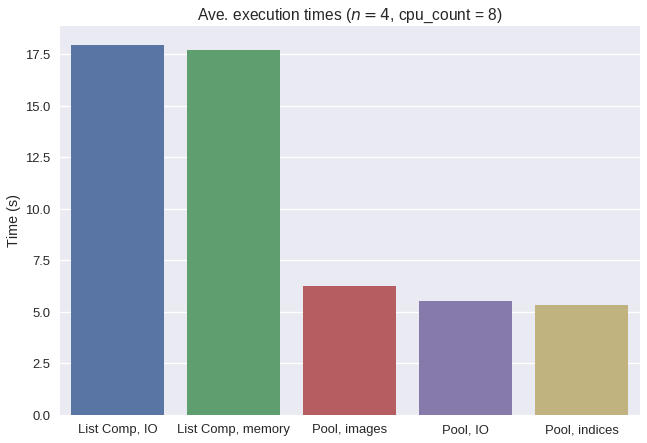 Ave. execution times (n = 4, cpu_count = 8)
Time (s)
17.5
15.0
12.5
10.0
7.5
5.0
2.5
0.0
List Comp, IO
List Comp, memory
Pool, images
Pool, IO
Pool, indices